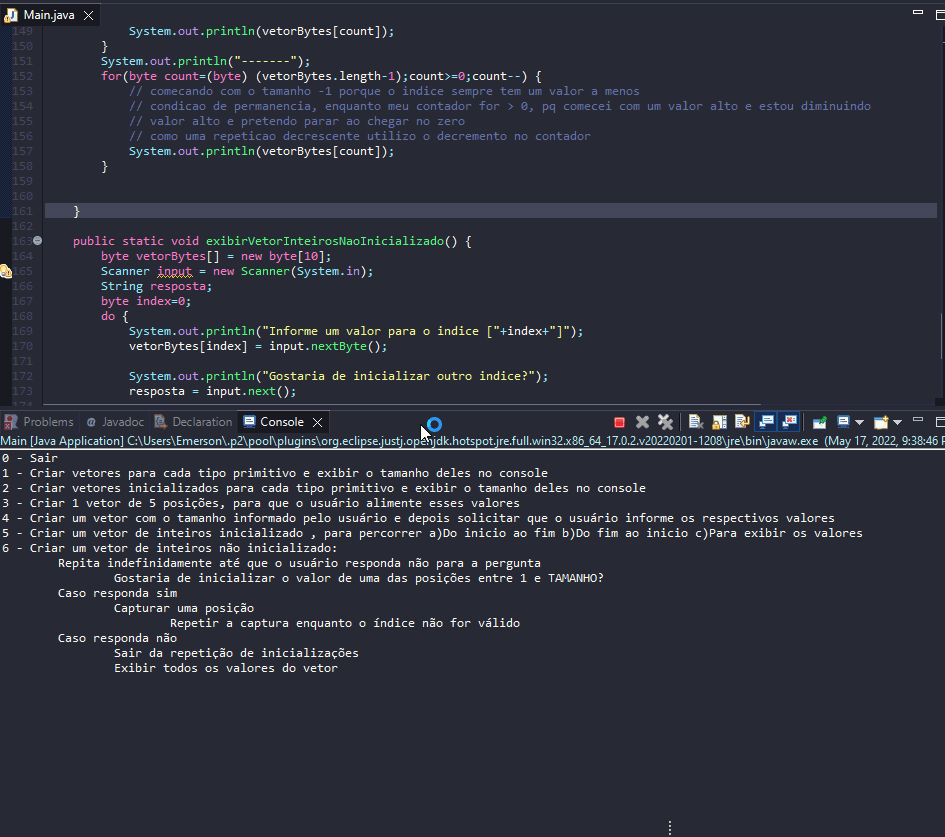 Main.java
149 System.out.println(vetorBytes[count]);
150 }
151 System.out.println("-------");
152 for(byte count=(byte) (vetorBytes.length-1);count>=0;count--) {
153 // comecando com o tamanho -1 porque o indice sempre tem um valor a menos
154 // condicao de permanencia, enquanto meu contador for > 0, pq comecei com um valor alto e estou diminuindo
155 // valor alto e pretendo parar ao chegar no zero
156 // como uma repeticao decrescente utilizo o decremento no contador
157 System.out.println(vetorBytes[count]);
158 }
159
160
161 }
162
163 public static void exibirVetorInteirosNaoInicializado() {
164 byte vetorBytes[] = new byte[10];
165 Scanner input = new Scanner(System.in);
166 String resposta;
167 byte index=0;
168 do {
169 System.out.println("Informe um valor para o indice ["+index+"]");
170 vetorBytes[index] = input.nextByte();
171
172 System.out.println("Gostaria de inicializar outro indice?");
173 resposta = input.next();
Problems Javadoc Declaration Console
Main [Java Application] C:\Users\Emerson\.p2\pool\plugins\org.eclipse.justj.openjdk.hotspot.jre.full.win32.x86_64_17.0.2.v20220201-1208\jre\bin\javaw.exe (May 17, 2022, 9:38:46
0 - Sair
1 - Criar vetores para cada tipo primitivo e exibir o tamanho deles no console
2 - Criar vetores inicializados para cada tipo primitivo e exibir o tamanho deles no console
3 - Criar 1 vetor de 5 posições, para que o usuário alimente esses valores
4 - Criar um vetor com o tamanho informado pelo usuário e depois solicitar que o usuário informe os respectivos valores
5 - Criar um vetor de inteiros inicializado , para percorrer a)Do inicio ao fim b)Do fim ao inicio c)Para exibir os valores
6 - Criar um vetor de inteiros não inicializado:
Repita indefinidamente até que o usuário responda não para a pergunta
Gostaria de inicializar o valor de uma das posições entre 1 e TAMANHO?
Caso responda sim
Capturar uma posição
Repetir a captura enquanto o índice não for válido
Caso responda não
Sair da repetição de inicializações
Exibir todos os valores do vetor